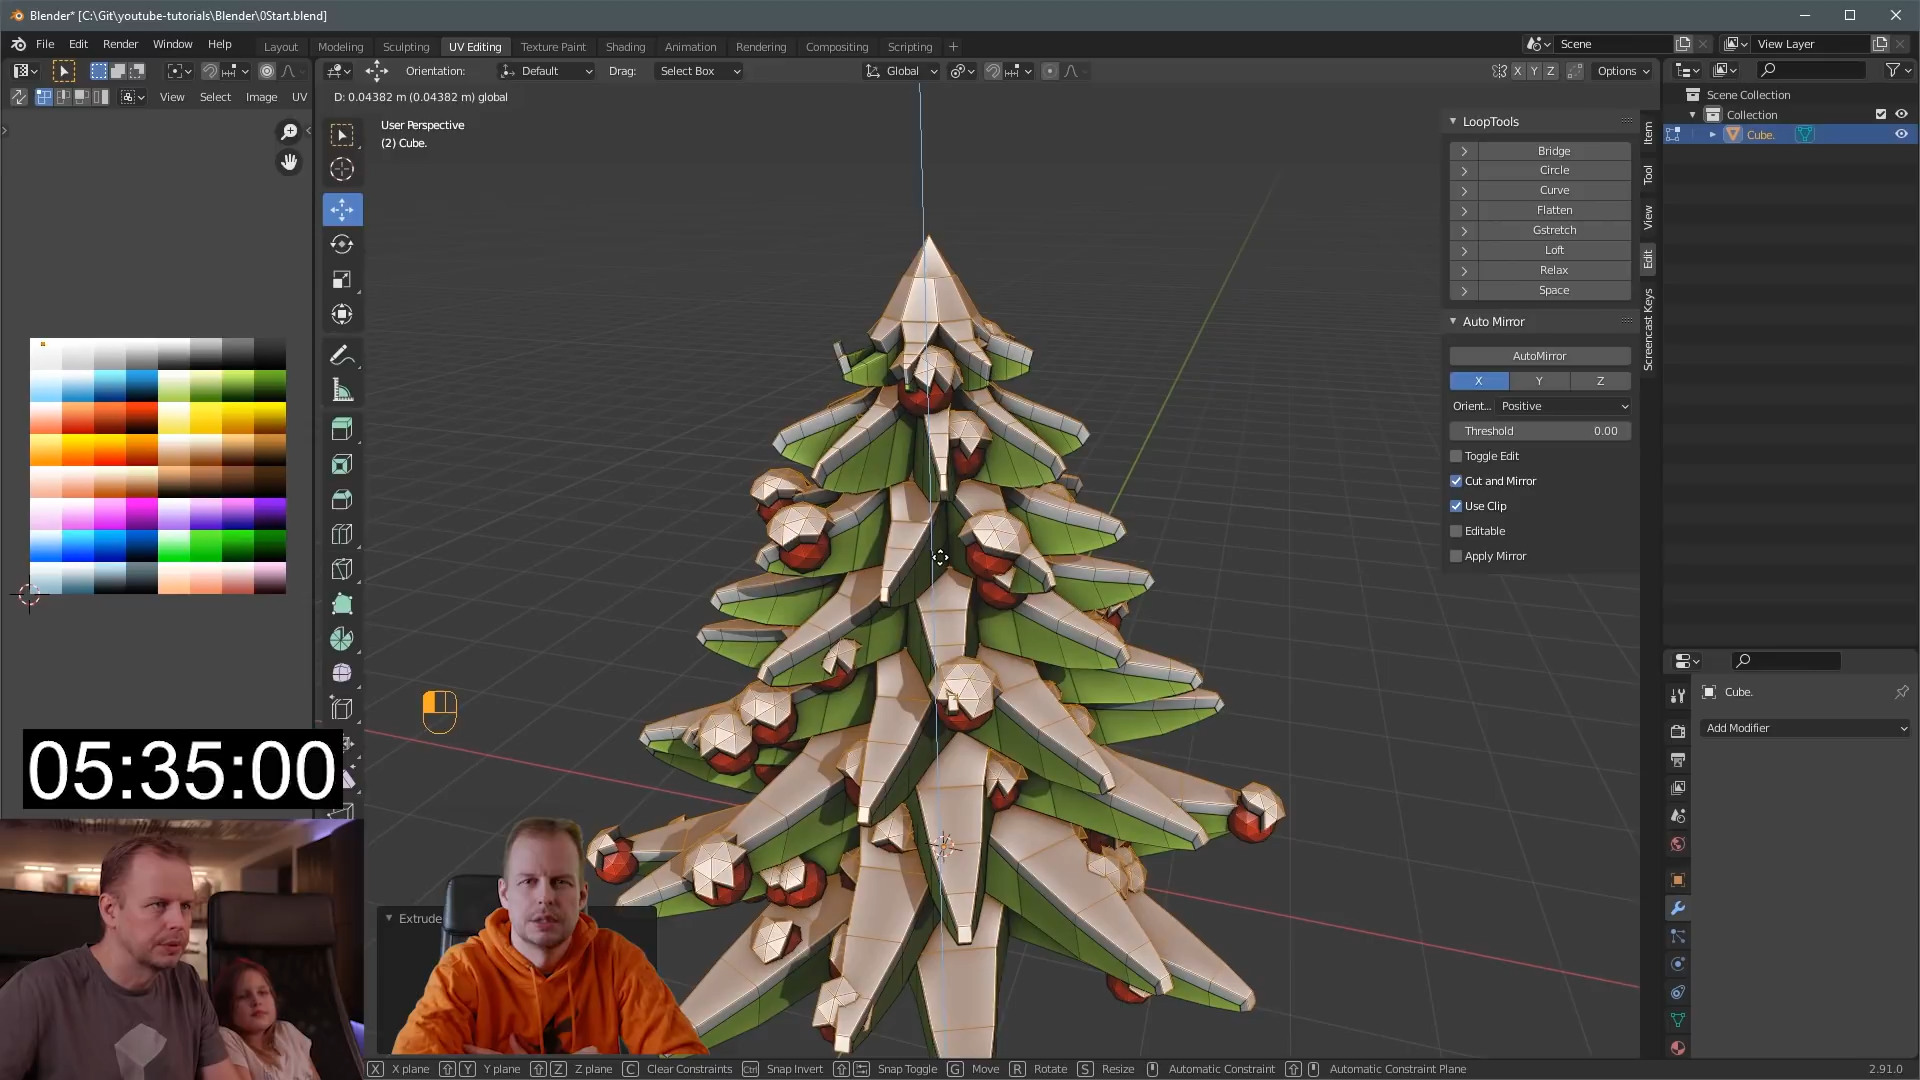 Blender* [C:\Git\youtube-tutorials\Blender\0Start.blend]
File Edit Render Window Help
Layout Modeling Sculpting UV Editing Texture Paint Shading Animation Rendering Compositing Scripting
Scene
View Layer
Orientation: Default Drag: Select Box
Global
X Y Z Options
View Select Image UV
D: 0.04382 m (0.04382 m) global
User Perspective
(2) Cube.
LoopTools
Bridge
Circle
Curve
Flatten
Gstretch
Loft
Relax
Space
Auto Mirror
AutoMirror
X Y Z
Orient... Positive
Threshold 0.00
Toggle Edit
Cut and Mirror
Use Clip
Editable
Apply Mirror
Item
Tool
View
Edit
Screencast Keys
Scene Collection
Collection
Cube.
Cube.
Add Modifier
05:35:00
Extrude
X X plane Y Y plane Z Z plane C Clear Constraints Ctrl Snap Invert Snap Toggle G Move R Rotate S Resize Automatic Constraint Automatic Constraint Plane
2.91.0